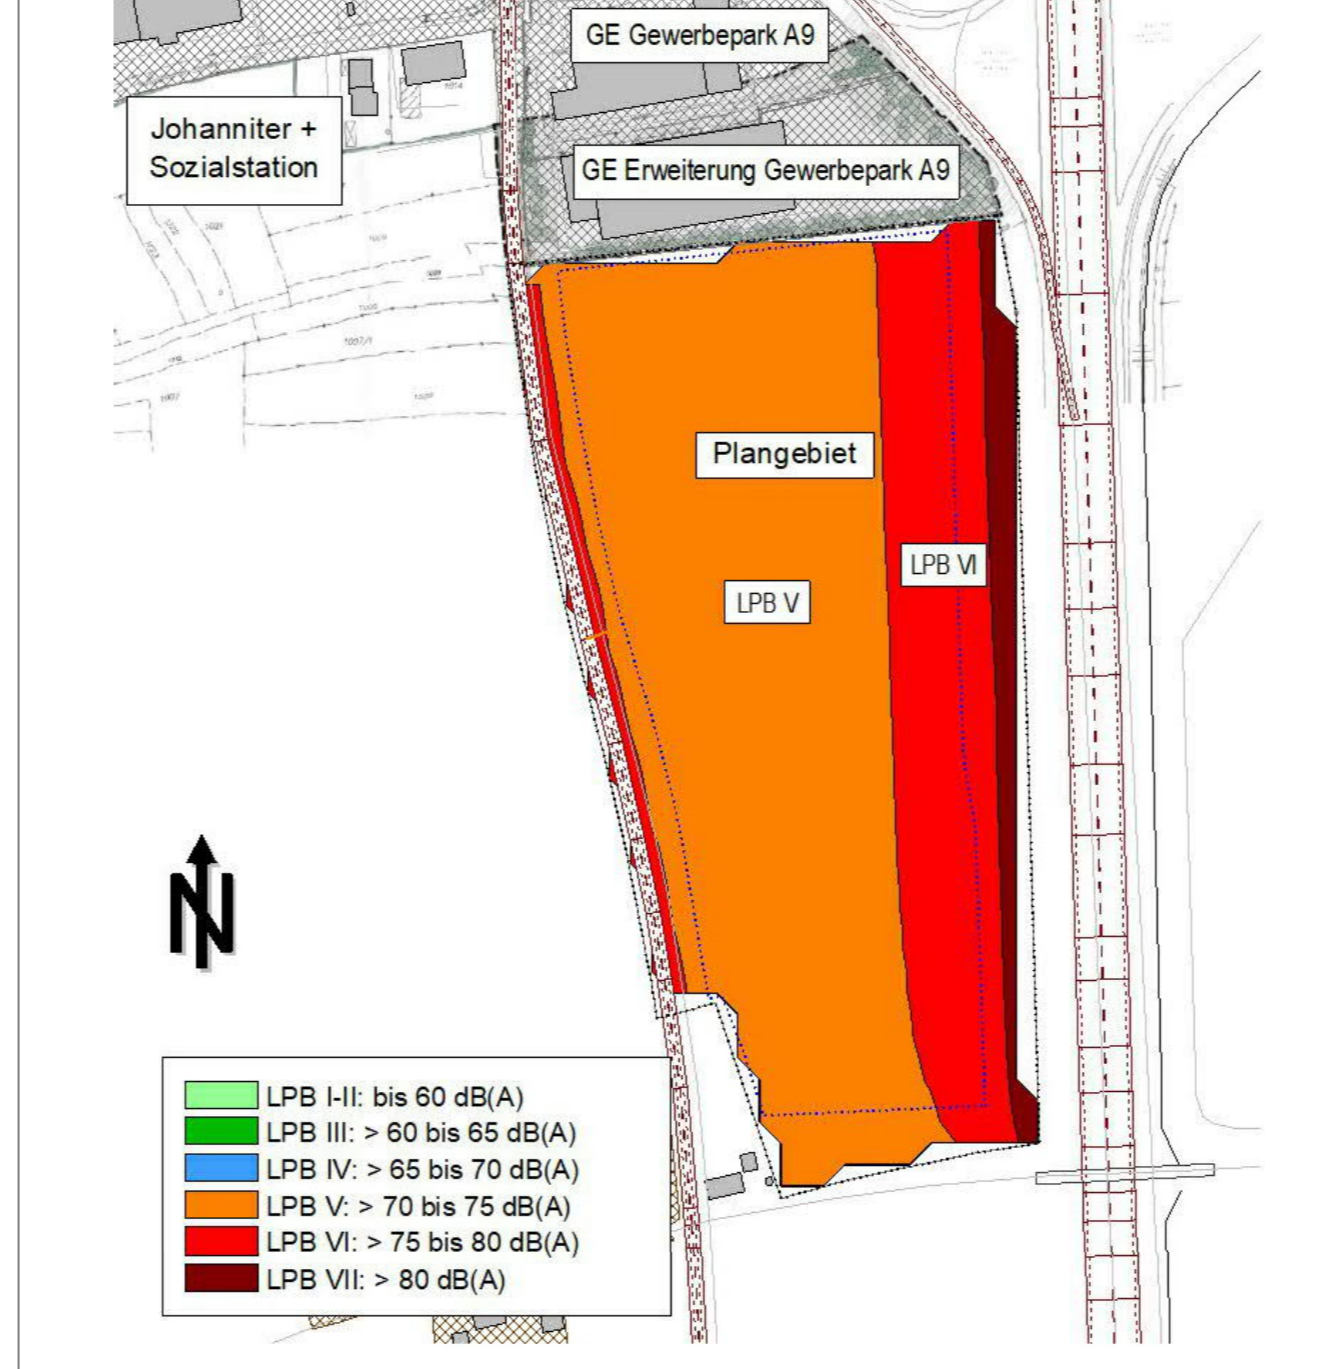 GE Gewerbepark A9
Johanniter +
Sozialstation
GE Erweiterung Gewerbepark A9
Plangebiet
LPB VI
LPB V
N
LPB I-II: bis 60 dB(A)
LPB III: > 60 bis 65 dB(A)
LPB IV: > 65 bis 70 dB(A)
LPB V: > 70 bis 75 dB(A)
LPB VI: > 75 bis 80 dB(A)
LPB VII: > 80 dB(A)